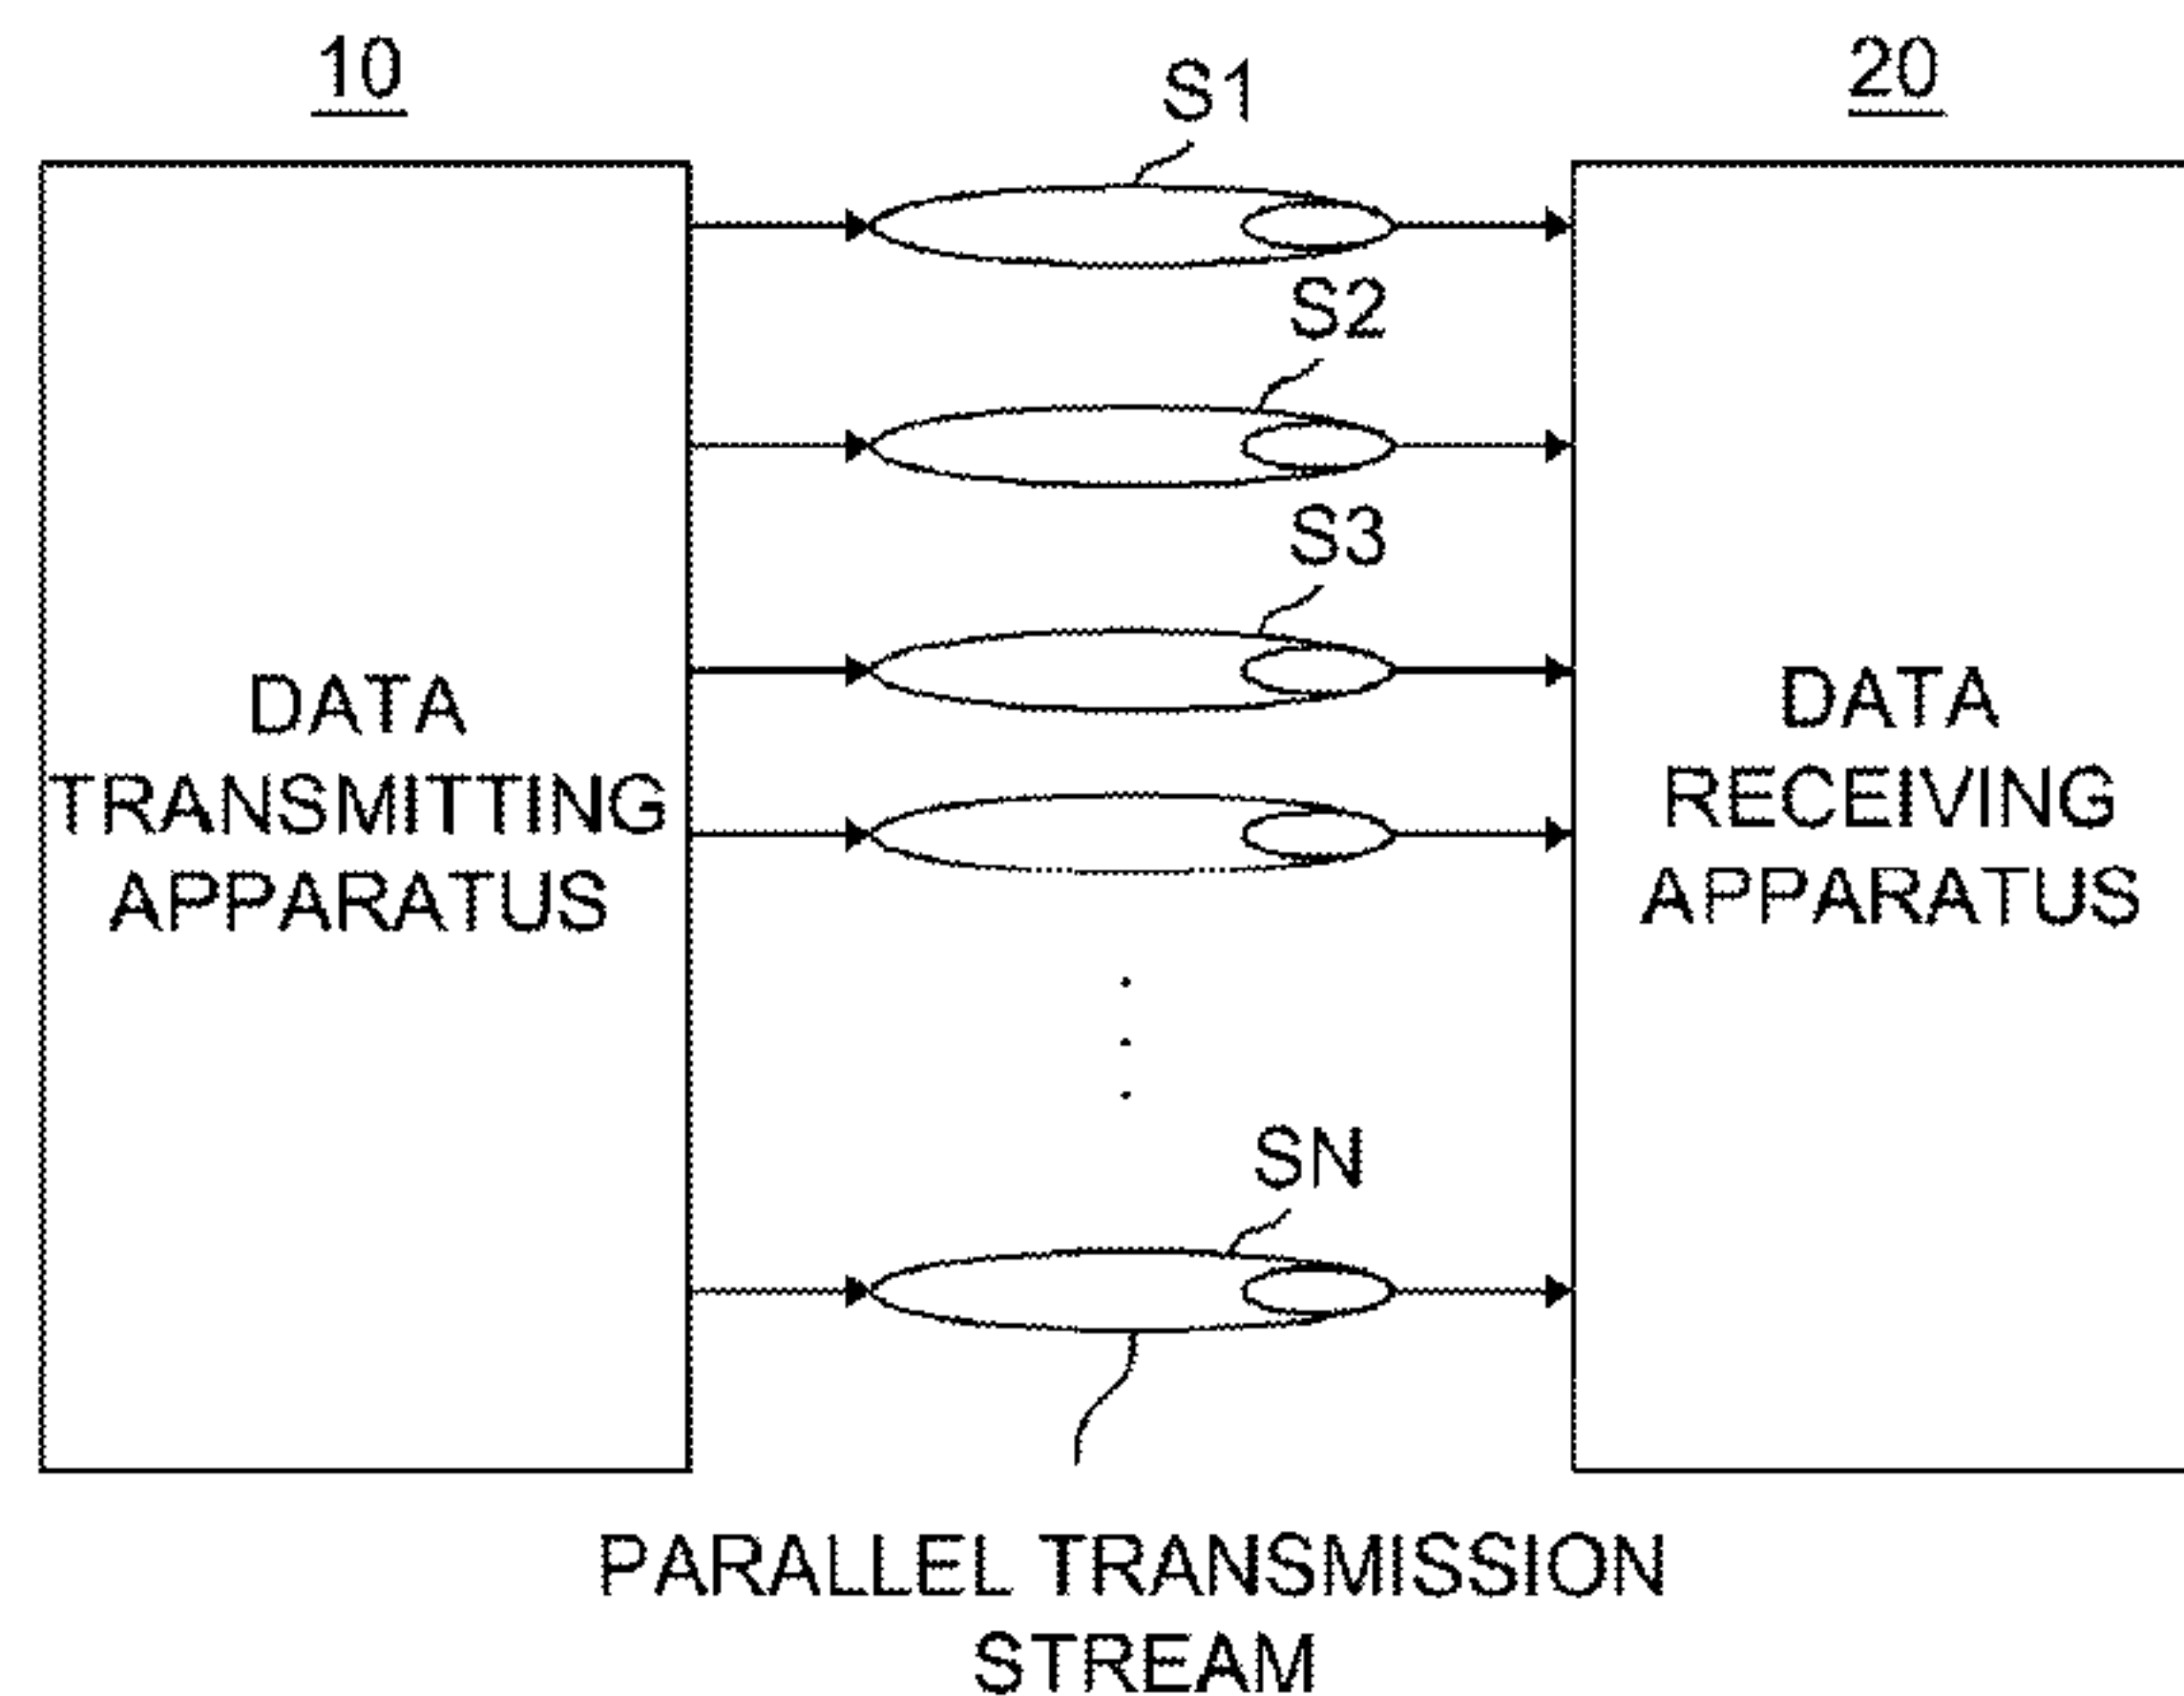 10
20
S1
S2
S3
DATA
TRANSMITTING
APPARATUS
DATA
RECEIVING
APPARATUS
SN
PARALLEL TRANSMISSION
STREAM